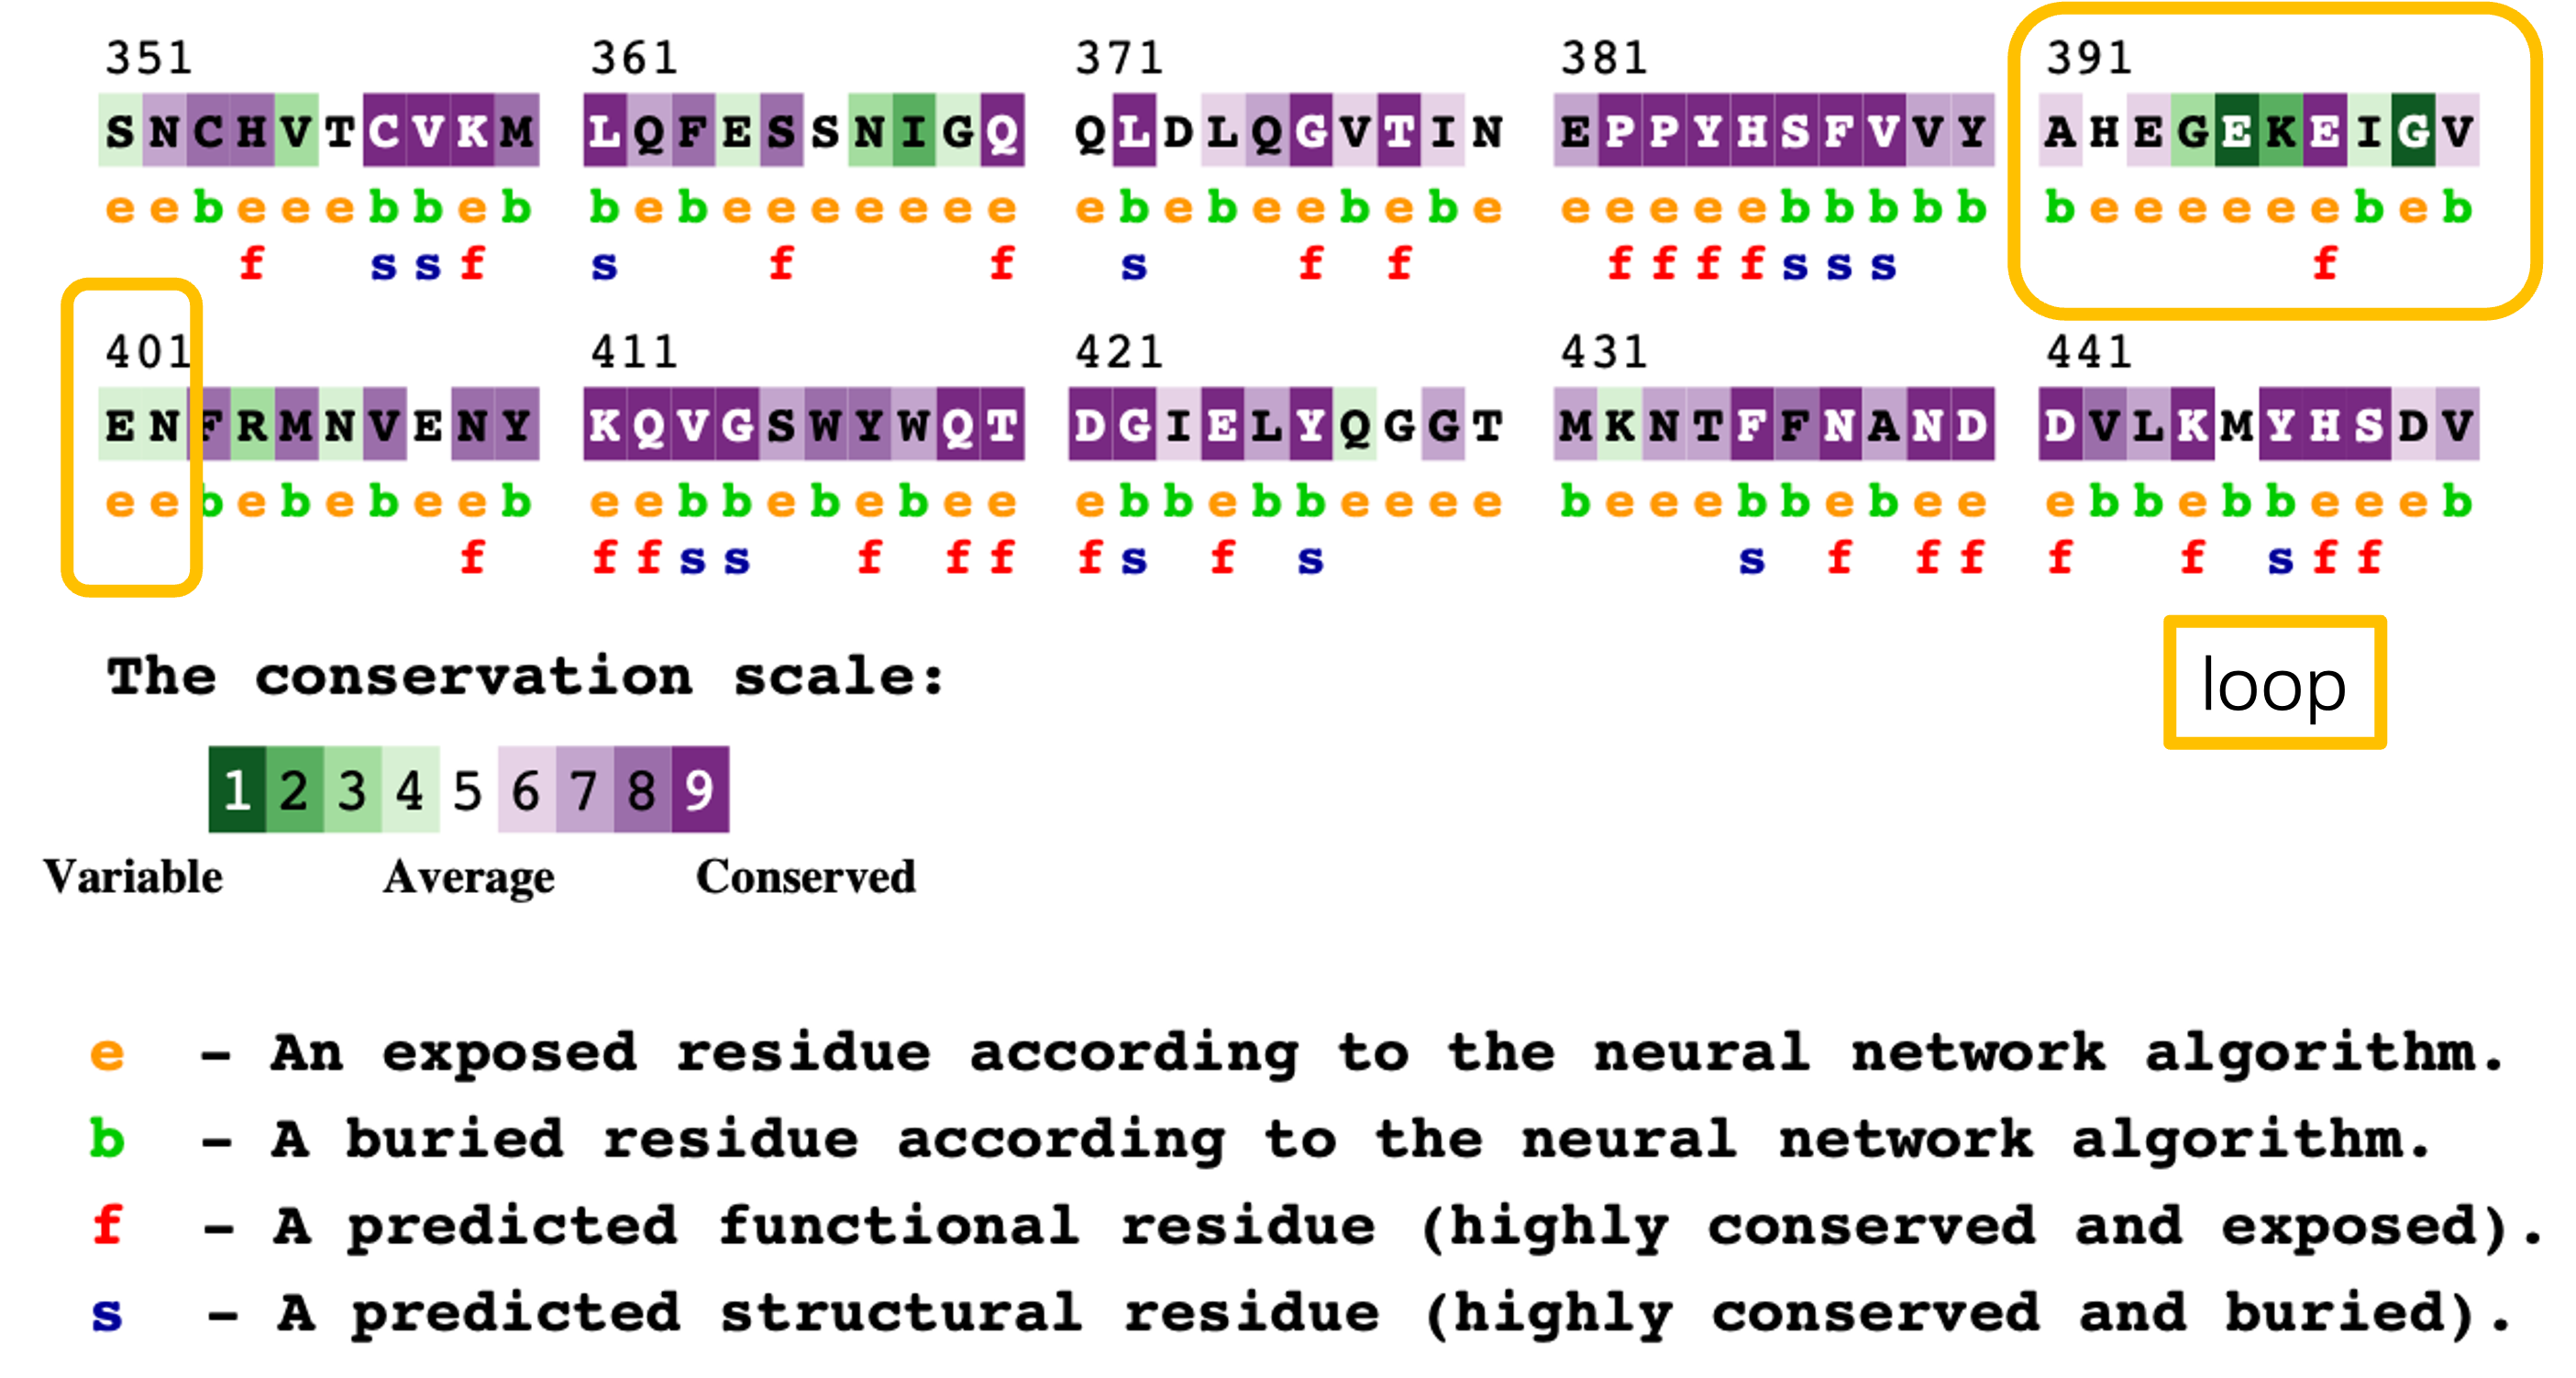 351 361 371 381 391
SNCHVTCVKM LQFESSNIGQ QLDLQGVTIN EPPYHSFVVY AHEGEKEIGV
eebeeebbeb bebeeeeeee ebebeebebe eeeeebbbbb beeeeeebeb
f ssf s f f s f f ffffsss f
401 411 421 431 441
ENFRMNVENY KQVGSWYWQT DGIELYQGGT MKNTFFNAND DVLKMYHSDV
eebebebeeb eebbebebee ebbebbeeee beeebbebee ebbebbeeeb
f ffss f ff fs f s s f ff f f sff
The conservation scale:
loop
1 2 3 4 5 6 7 8 9
Variable Average Conserved
e - An exposed residue according to the neural network algorithm.
b - A buried residue according to the neural network algorithm.
f - A predicted functional residue (highly conserved and exposed).
s - A predicted structural residue (highly conserved and buried).